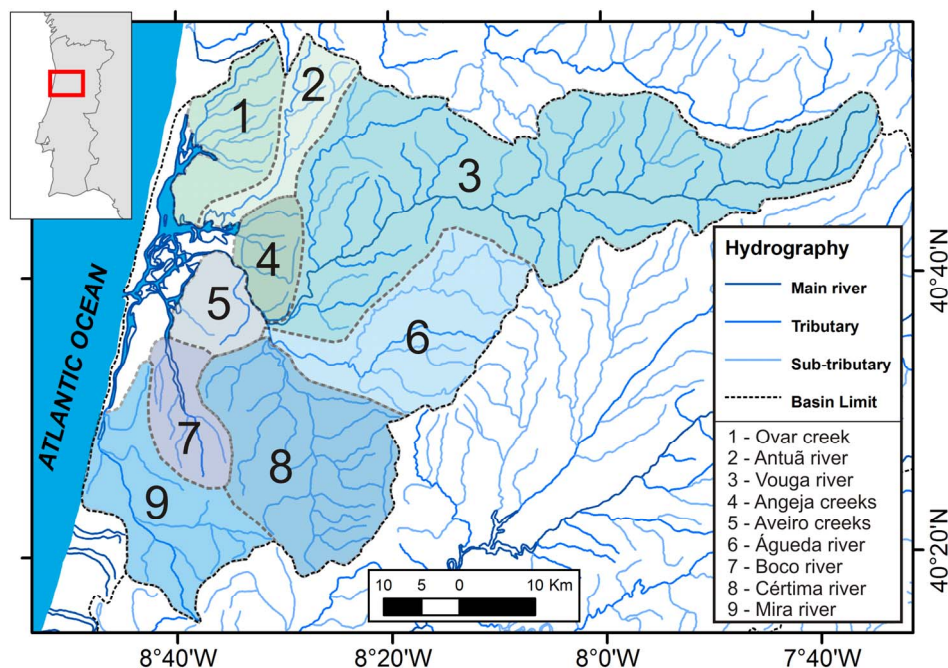 1
2
3
4
5
6
7
8
9
ATLANTIC OCEAN
Hydrography
Main river
Tributary
Sub-tributary
Basin Limit
1 - Ovar creek
2 - Antuã river
3 - Vouga river
4 - Angeja creeks
5 - Aveiro creeks
6 - Águeda river
7 - Boco river
8 - Cértima river
9 - Mira river
10 5 0 10 Km
40°40'N
40°20'N
8°40'W 8°20'W 8°0'W 7°40'W